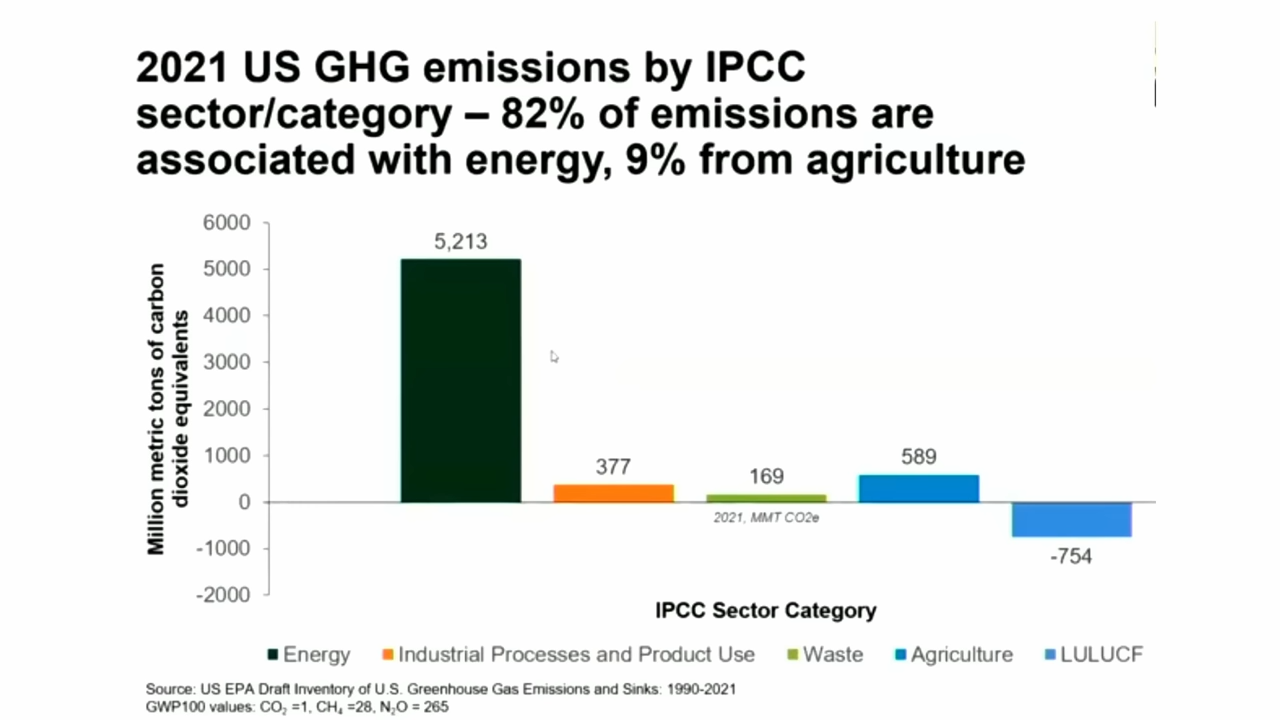 2021 US GHG emissions by IPCC
sector/category – 82% of emissions are
associated with energy, 9% from agriculture
Million metric tons of carbon
dioxide equivalents
6000
5000
4000
3000
2000
1000
0
-1000
-2000
5,213
377
169
2021, MMT CO2e
589
-754
IPCC Sector Category
Energy
Industrial Processes and Product Use
Waste
Agriculture
LULUCF
Source: US EPA Draft Inventory of U.S. Greenhouse Gas Emissions and Sinks: 1990-2021
GWP100 values: CO₂ =1, CH₄ =28, N₂O = 265